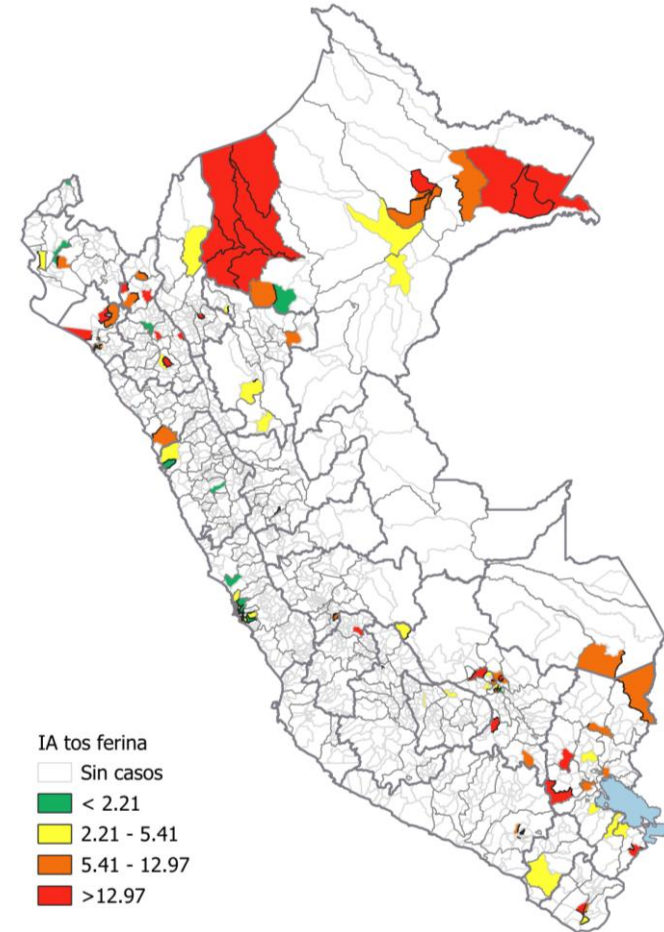 IA tos ferina
Sin casos
< 2.21
2.21 - 5.41
5.41 - 12.97
>12.97